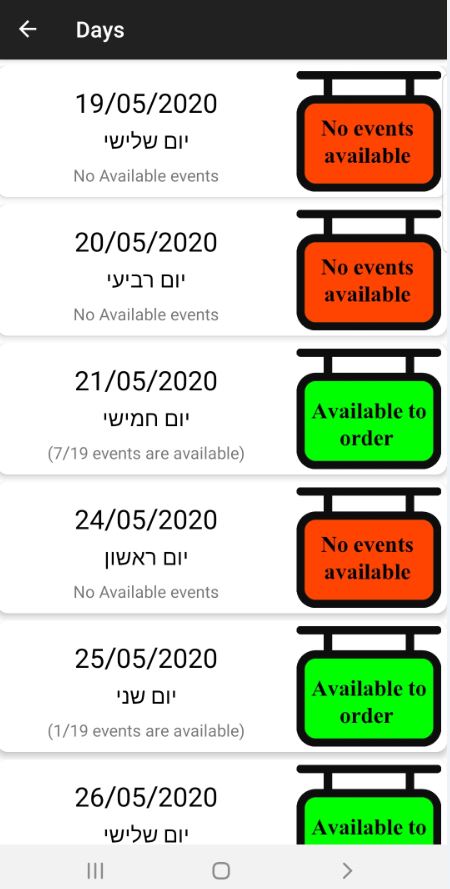 Days
19/05/2020
יום שלישי
No Available events
No events
available
20/05/2020
יום רביעי
No Available events
No events
available
21/05/2020
יום חמישי
(7/19 events are available)
Available to
order
24/05/2020
יום ראשון
No Available events
No events
available
25/05/2020
יום שני
(1/19 events are available)
Available to
order
26/05/2020
יום שלישי
Available to